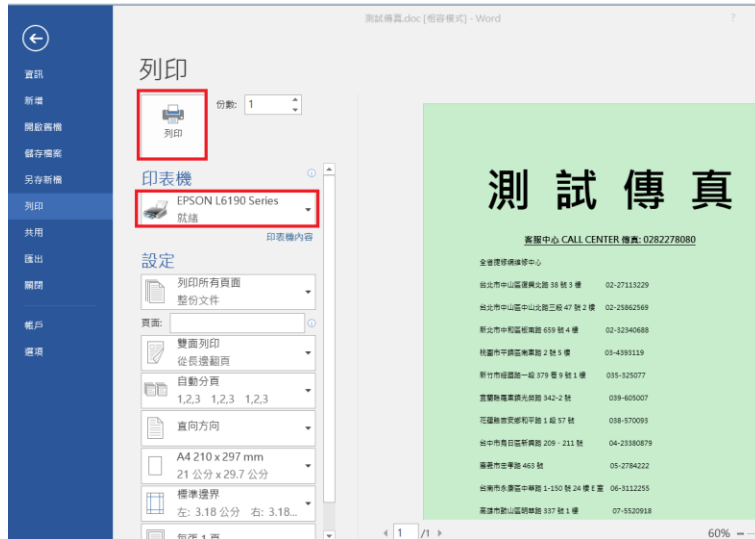 測試傳真.doc [相容模式] - Word
?
資訊
新增
開啟舊檔
儲存檔案
另存新檔
列印
共用
匯出
關閉
帳戶
選項
列印
列印
份數: 1
印表機
EPSON L6190 Series
就緒
印表機內容
設定
列印所有頁面
整份文件
頁面:
雙面列印
從長邊翻頁
自動分頁
1,2,3 1,2,3 1,2,3
直向方向
A4 210 x 297 mm
21 公分 x 29.7 公分
標準邊界
左: 3.18 公分 右: 3.18...
每張 1 頁
測 試 傳 真
客服中心 CALL CENTER 傳真: 0282278080
全省捷修網維修中心
台北市中山區復興北路 38 號 3 樓 02-27113229
台北市中山區中山北路三段 47 號 2 樓 02-25862569
新北市中和區板南路 659 號 4 樓 02-32340688
桃園市平鎮區南東路 2 號 5 樓 03-4393119
新竹市經國路一段 379 巷 9 號 1 樓 035-325077
宜蘭縣羅東鎮光榮路 342-2 號 039-605007
花蓮縣吉安鄉和平路 1 段 57 號 038-570093
台中市烏日區新興路 209、211 號 04-23380879
嘉義市忠孝路 463 號 05-2784222
台南市永康區中華路 1-150 號 24 樓 E 室 06-3112255
高雄市鼓山區明華路 337 號 1 樓 07-5520918
1 /1
60%